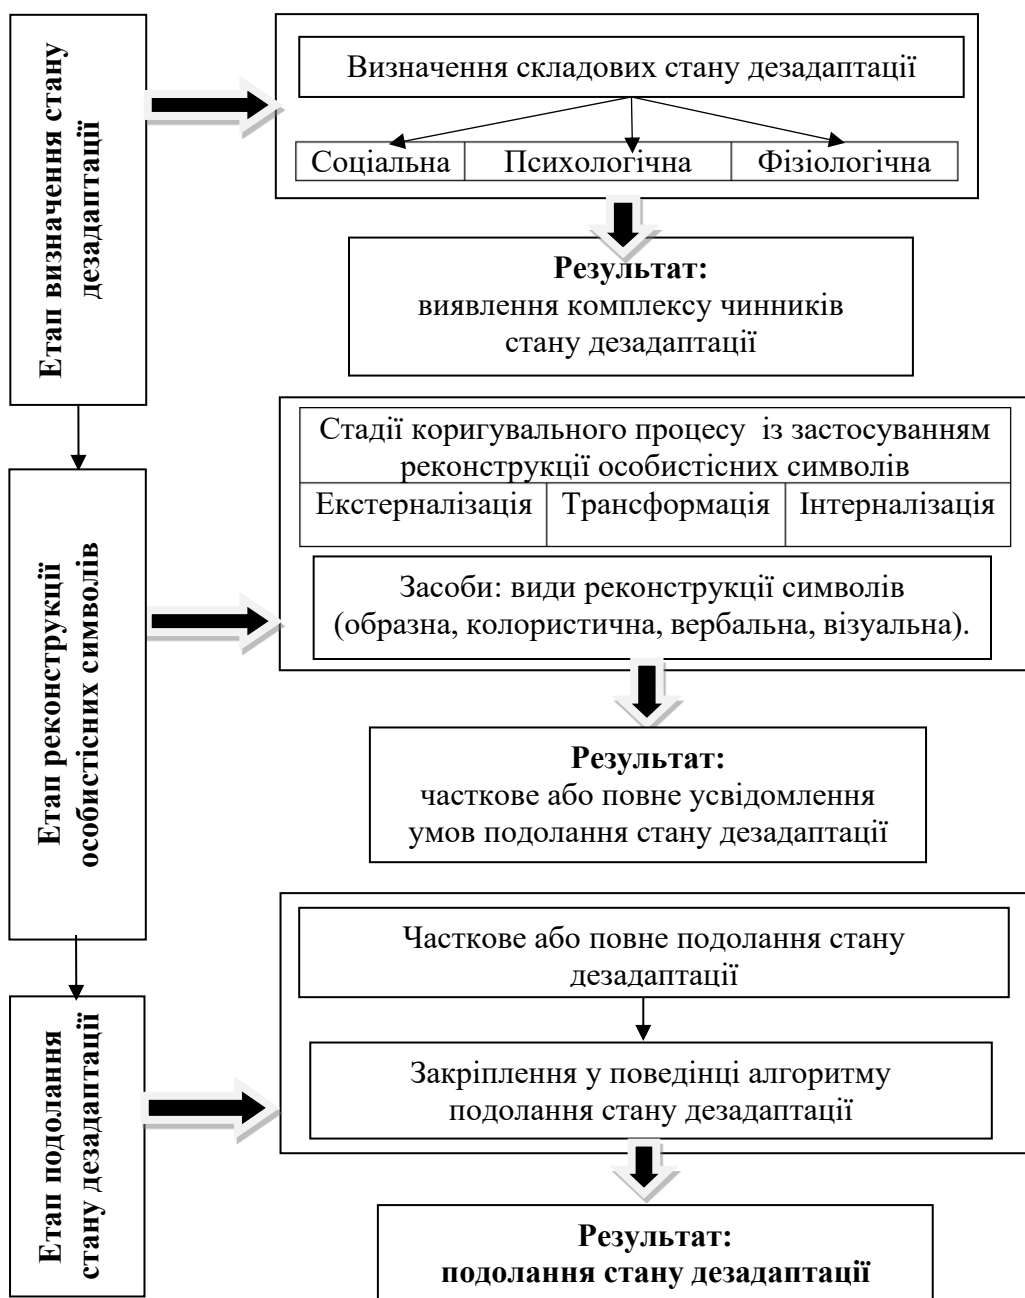 Етап визначення стану
дезадаптації
Визначення складових стану дезадаптації
Соціальна Психологічна Фізіологічна
Результат:
виявлення комплексу чинників
стану дезадаптації
Етап реконструкції
особистісних символів
Стадії коригувального процесу із застосуванням
реконструкції особистісних символів
Екстерналізація Трансформація Інтерналізація
Засоби: види реконструкції символів
(образна, колористична, вербальна, візуальна).
Результат:
часткове або повне усвідомлення
умов подолання стану дезадаптації
Етап подолання
стану дезадаптації
Часткове або повне подолання стану
дезадаптації
Закріплення у поведінці алгоритму
подолання стану дезадаптації
Результат:
подолання стану дезадаптації